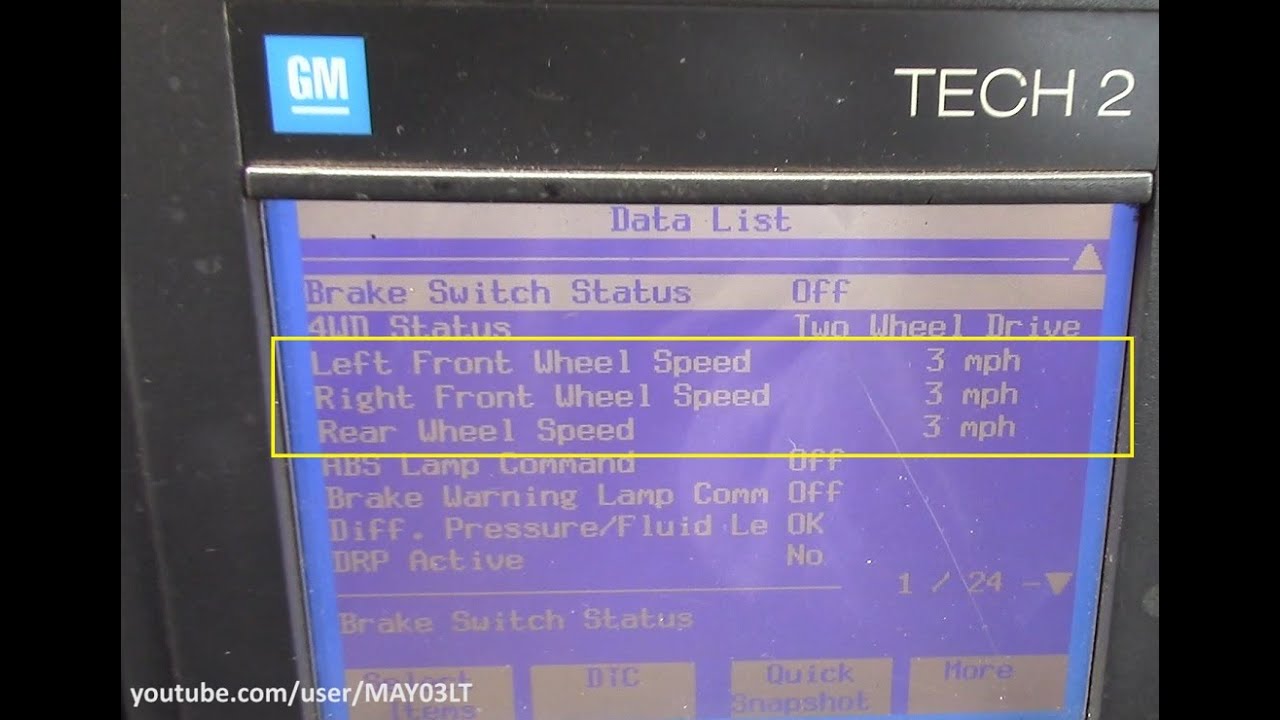 GM
TECH 2
Data List
Brake Switch Status Off
4WD Status Two Wheel Drive
Left Front Wheel Speed 3 mph
Right Front Wheel Speed 3 mph
Rear Wheel Speed 3 mph
ABS Lamp Command Off
Brake Warning Lamp Comm Off
Diff. Pressure/Fluid Le OK
DRP Active No
1 / 24 -
Brake Switch Status
Select Items
DTC
Quick Snapshot
More
youtube.com/user/MAY03LT